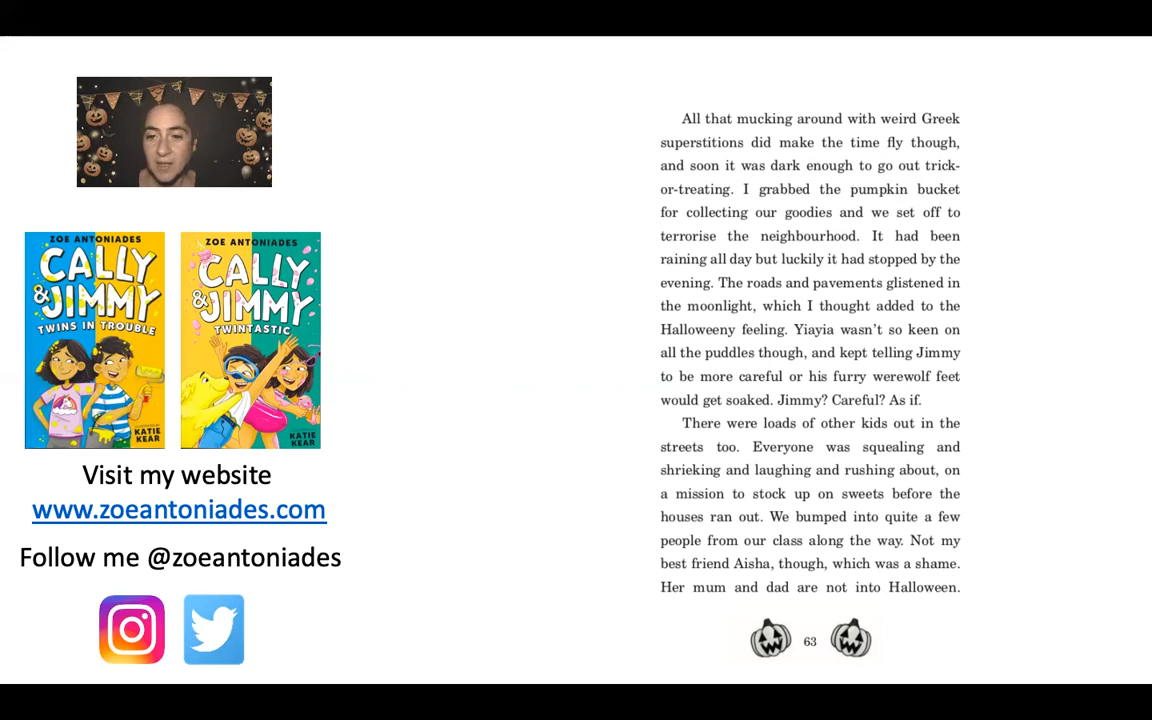 ZOE ANTONIADES
CALLY
& JIMMY
TWINS IN TROUBLE
ILLUSTRATED BY
KATIE
KEAR
ZOE ANTONIADES
CALLY
& JIMMY
TWINTASTIC
KATIE
KEAR
Visit my website
www.zoeantoniades.com
Follow me @zoeantoniades
All that mucking around with weird Greek
superstitions did make the time fly though,
and soon it was dark enough to go out trick-
or-treating. I grabbed the pumpkin bucket
for collecting our goodies and we set off to
terrorise the neighbourhood. It had been
raining all day but luckily it had stopped by the
evening. The roads and pavements glistened in
the moonlight, which I thought added to the
Halloweeny feeling. Yiayia wasn’t so keen on
all the puddles though, and kept telling Jimmy
to be more careful or his furry werewolf feet
would get soaked. Jimmy? Careful? As if.
There were loads of other kids out in the
streets too. Everyone was squealing and
shrieking and laughing and rushing about, on
a mission to stock up on sweets before the
houses ran out. We bumped into quite a few
people from our class along the way. Not my
best friend Aisha, though, which was a shame.
Her mum and dad are not into Halloween.
63